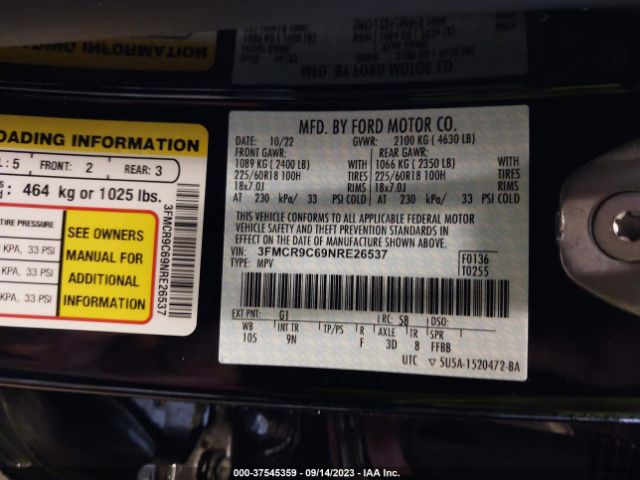 OADING INFORMATION
L : 5 FRONT: 2 REAR: 3
464 kg or 1025 lbs.
TIRE PRESSURE
KPA, 33 PSI
KPA, 33 PSI
KPA, 33 PSI
SEE OWNERS
MANUAL FOR
ADDITIONAL
INFORMATION
3FMCR9C69NRE26537
MFD. BY FORD MOTOR CO.
DATE: 10/22 GVWR: 2100 KG ( 4630 LB)
FRONT GAWR: REAR GAWR:
1089 KG ( 2400 LB) 1066 KG ( 2350 LB)
225/60R18 100H TIRES 225/60R18 100H TIRES
18x7.0J RIMS 18x7.0J RIMS
AT 230 kPa/ 33 PSI COLD AT 230 kPa/ 33 PSI COLD
THIS VEHICLE CONFORMS TO ALL APPLICABLE FEDERAL MOTOR
VEHICLE SAFETY AND BUMPER STANDARDS IN
EFFECT ON THE DATE OF MANUFACTURE SHOWN ABOVE.
VIN: 3FMCR9C69NRE26537
TYPE: MPV
F0136
T0255
EXT PNT: G1 RC: 58 DSO:
WB INT TR TP/PS R AXLE TR SPR
105 9N F 3D 8 FFBB
UTC 5U5A-1520472-BA
000-37545359 - 09/14/2023 - IAA Inc.